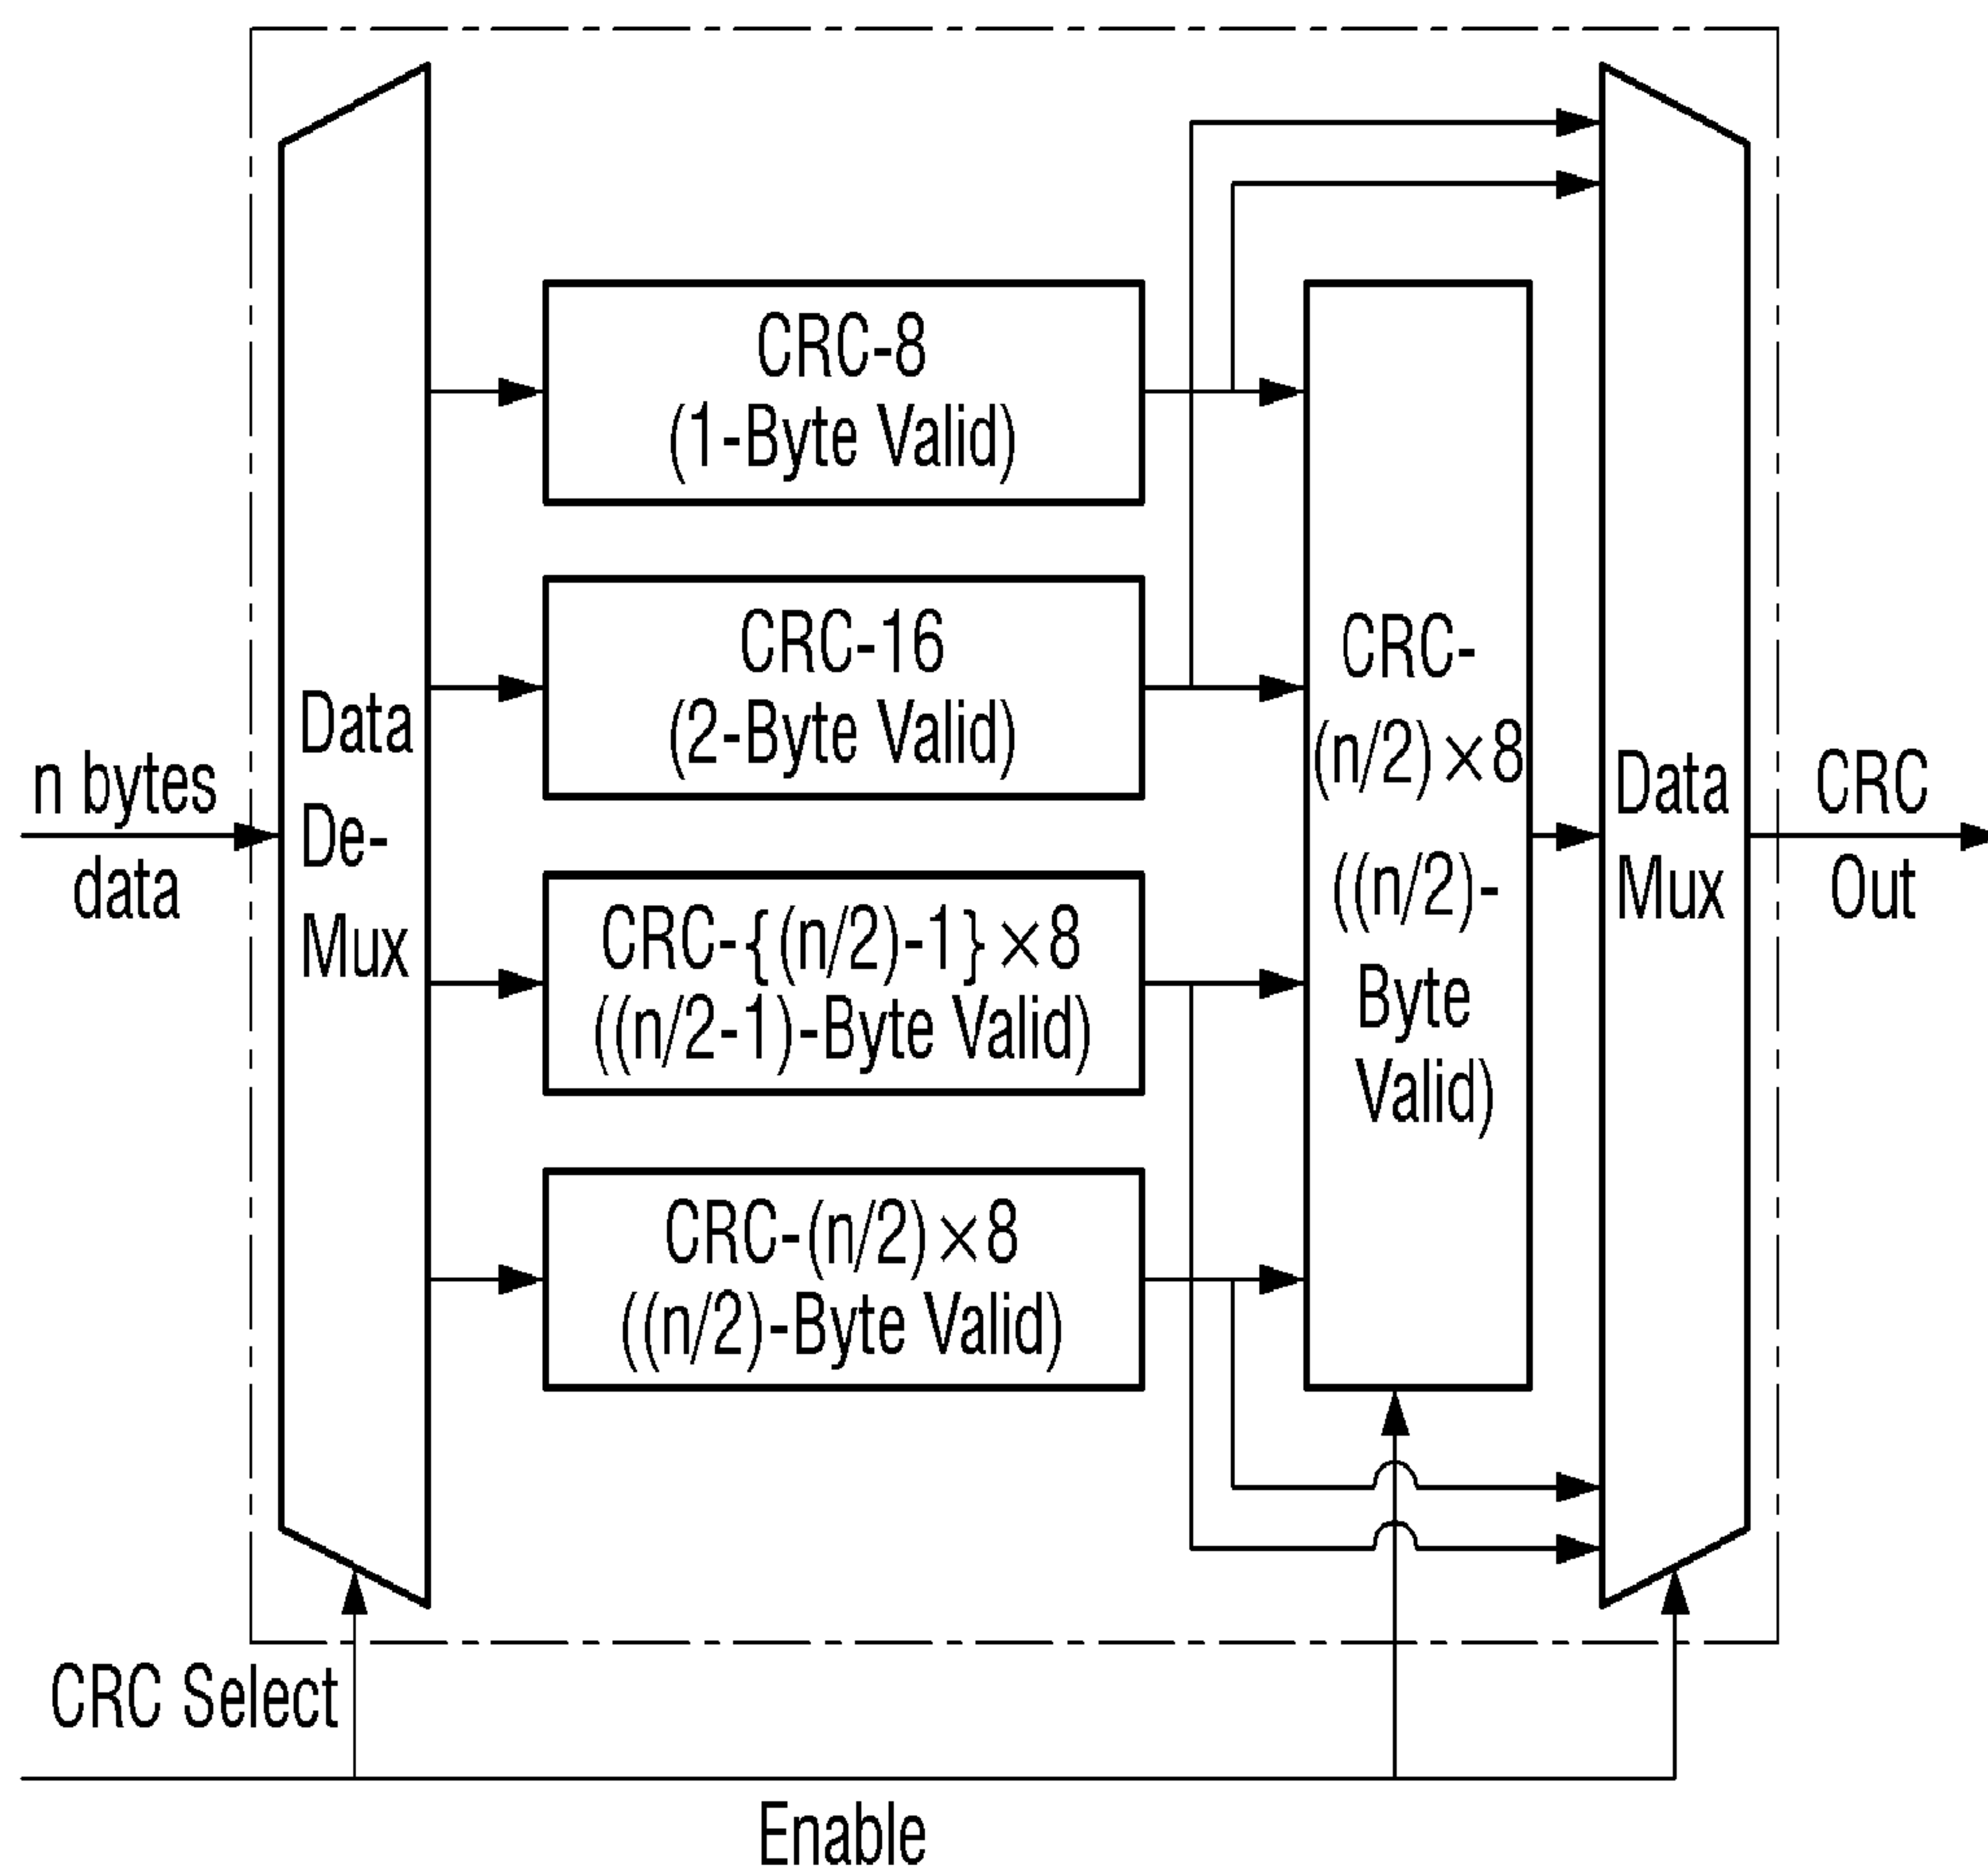 n bytes
data
Data
De-
Mux
CRC-8
(1-Byte Valid)
CRC-16
(2-Byte Valid)
CRC-{(n/2)-1}×8
((n/2-1)-Byte Valid)
CRC-(n/2)×8
((n/2)-Byte Valid)
CRC-
(n/2)×8
((n/2)-
Byte
Valid)
Data
Mux
CRC
Out
CRC Select
Enable